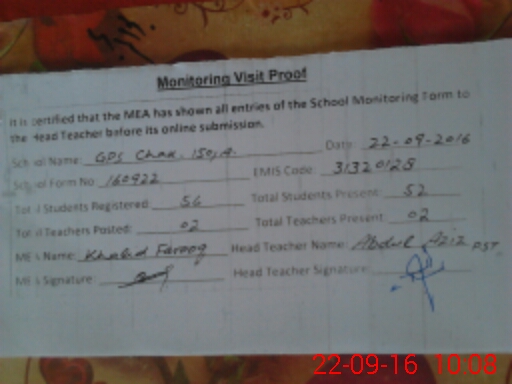 Monitoring Visit Proof
It is certified that the MEA has shown all entries of the School Monitoring Form to
the Head Teacher before its online submission.
School Name: GPS Chak. 150/A. Date: 22-09-2016
School Form No: 160922 EMIS Code: 31320128
Total Students Registered: 56 Total Students Present: 52
Total Teachers Posted: 02 Total Teachers Present: 02
MEA Name: Khalid Farooq Head Teacher Name: Abdul Aziz PST
MEA Signature: Head Teacher Signature:
22-09-16 10:08